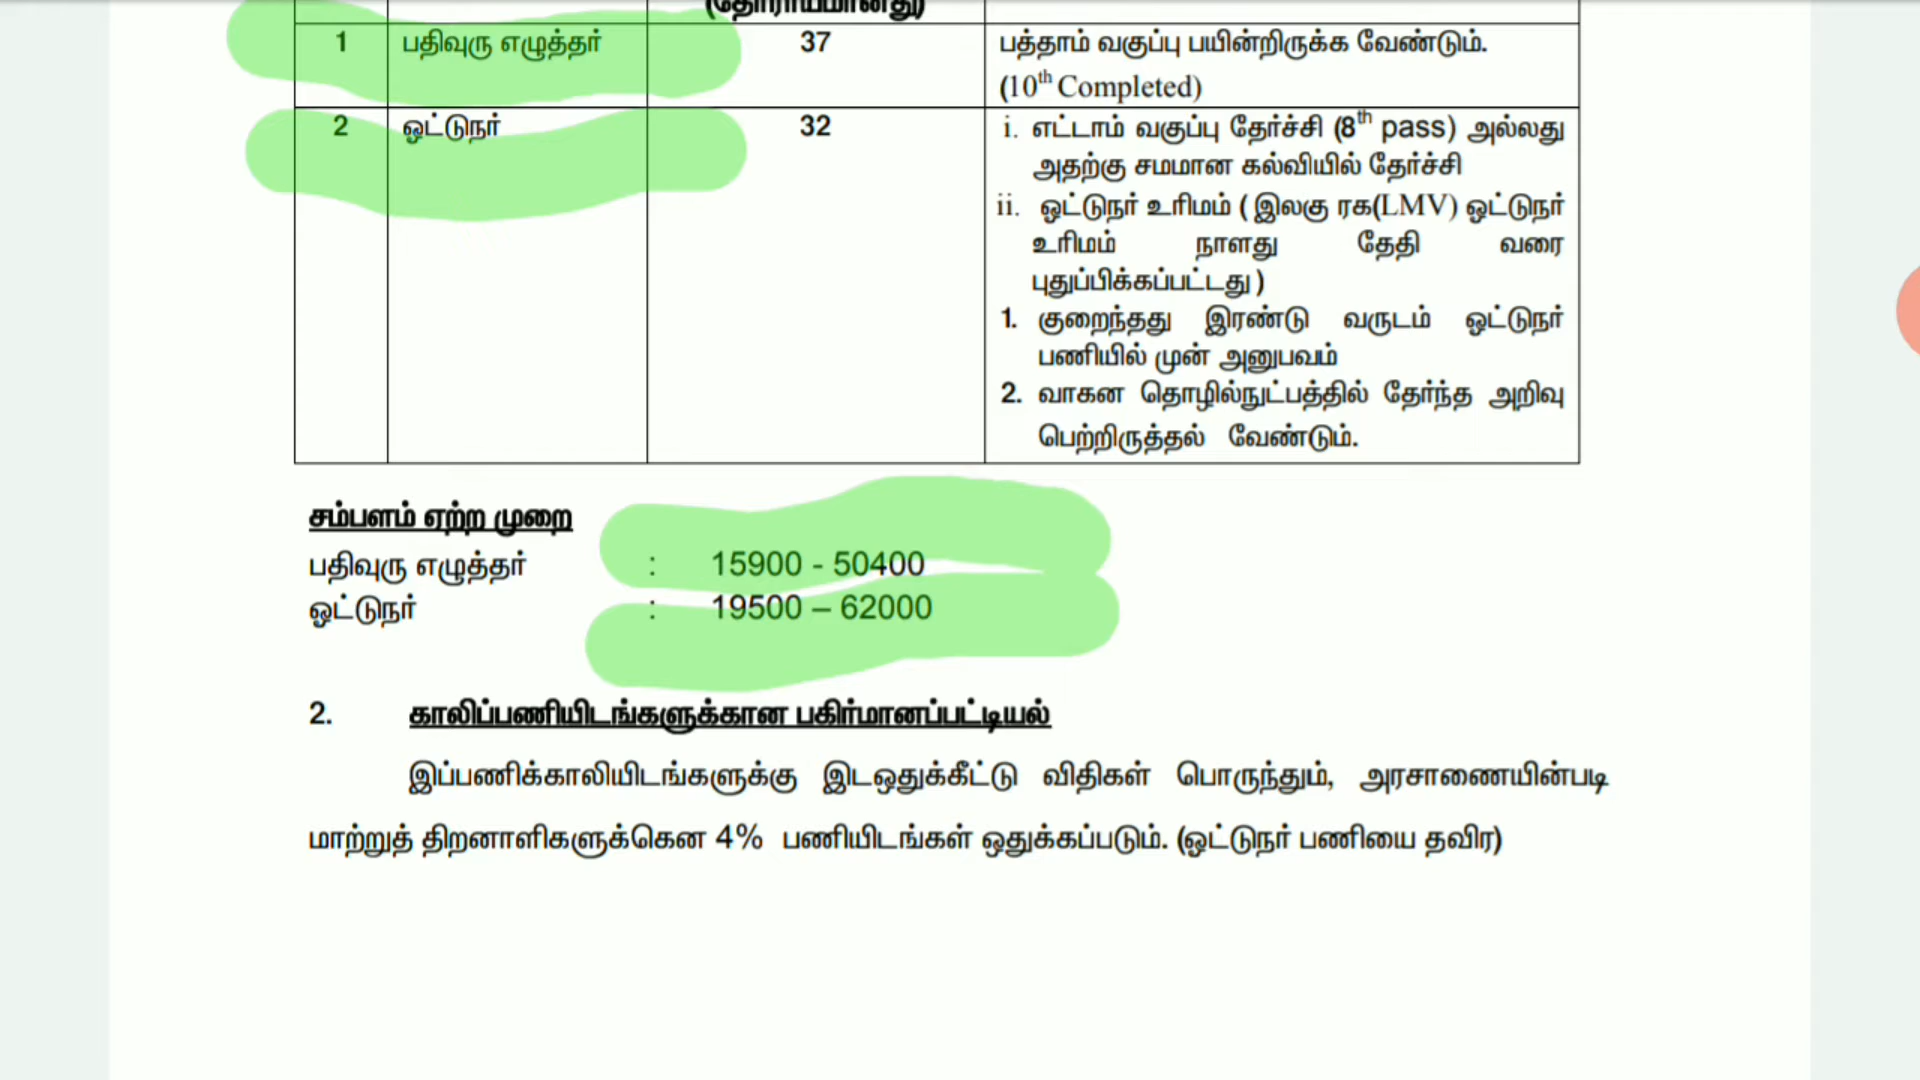 (தோராயமானது)
1 பதிவுரு எழுத்தர் 37 பத்தாம் வகுப்பு பயின்றிருக்க வேண்டும்.
(10th Completed)
2 ஓட்டுநர் 32 i. எட்டாம் வகுப்பு தேர்ச்சி (8th pass) அல்லது
அதற்கு சமமான கல்வியில் தேர்ச்சி
ii. ஓட்டுநர் உரிமம் ( இலகு ரக(LMV) ஓட்டுநர்
உரிமம் நாளது தேதி வரை
புதுப்பிக்கப்பட்டது )
1. குறைந்தது இரண்டு வருடம் ஓட்டுநர்
பணியில் முன் அனுபவம்
2. வாகன தொழில்நுட்பத்தில் தேர்ந்த அறிவு
பெற்றிருத்தல் வேண்டும்.
சம்பளம் ஏற்ற முறை
பதிவுரு எழுத்தர் : 15900 - 50400
ஓட்டுநர் : 19500 – 62000
2. காலிப்பணியிடங்களுக்கான பகிர்மானப்பட்டியல்
இப்பணிக்காலியிடங்களுக்கு இடஒதுக்கீட்டு விதிகள் பொருந்தும், அரசாணையின்படி
மாற்றுத் திறனாளிகளுக்கென 4% பணியிடங்கள் ஒதுக்கப்படும். (ஓட்டுநர் பணியை தவிர)